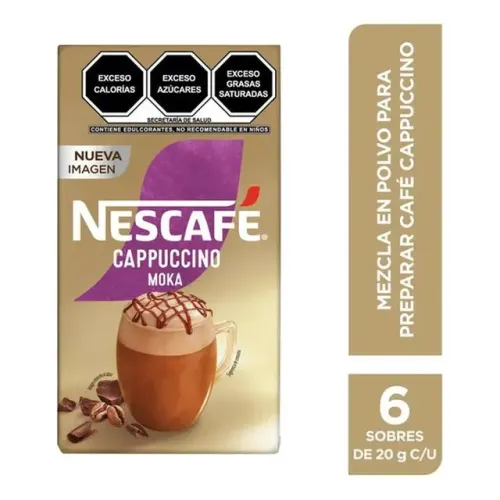 EXCESO
CALORÍAS
EXCESO
AZÚCARES
EXCESO
GRASAS
SATURADAS
SECRETARÍA DE SALUD
CONTIENE EDULCORANTES, NO RECOMENDABLE EN NIÑOS
NUEVA
IMAGEN
NESCAFÉ®
CAPPUCCINO
MOKA
MEZCLA EN POLVO PARA
PREPARAR CAFÉ CAPPUCCINO
6
SOBRES
DE 20 g C/U